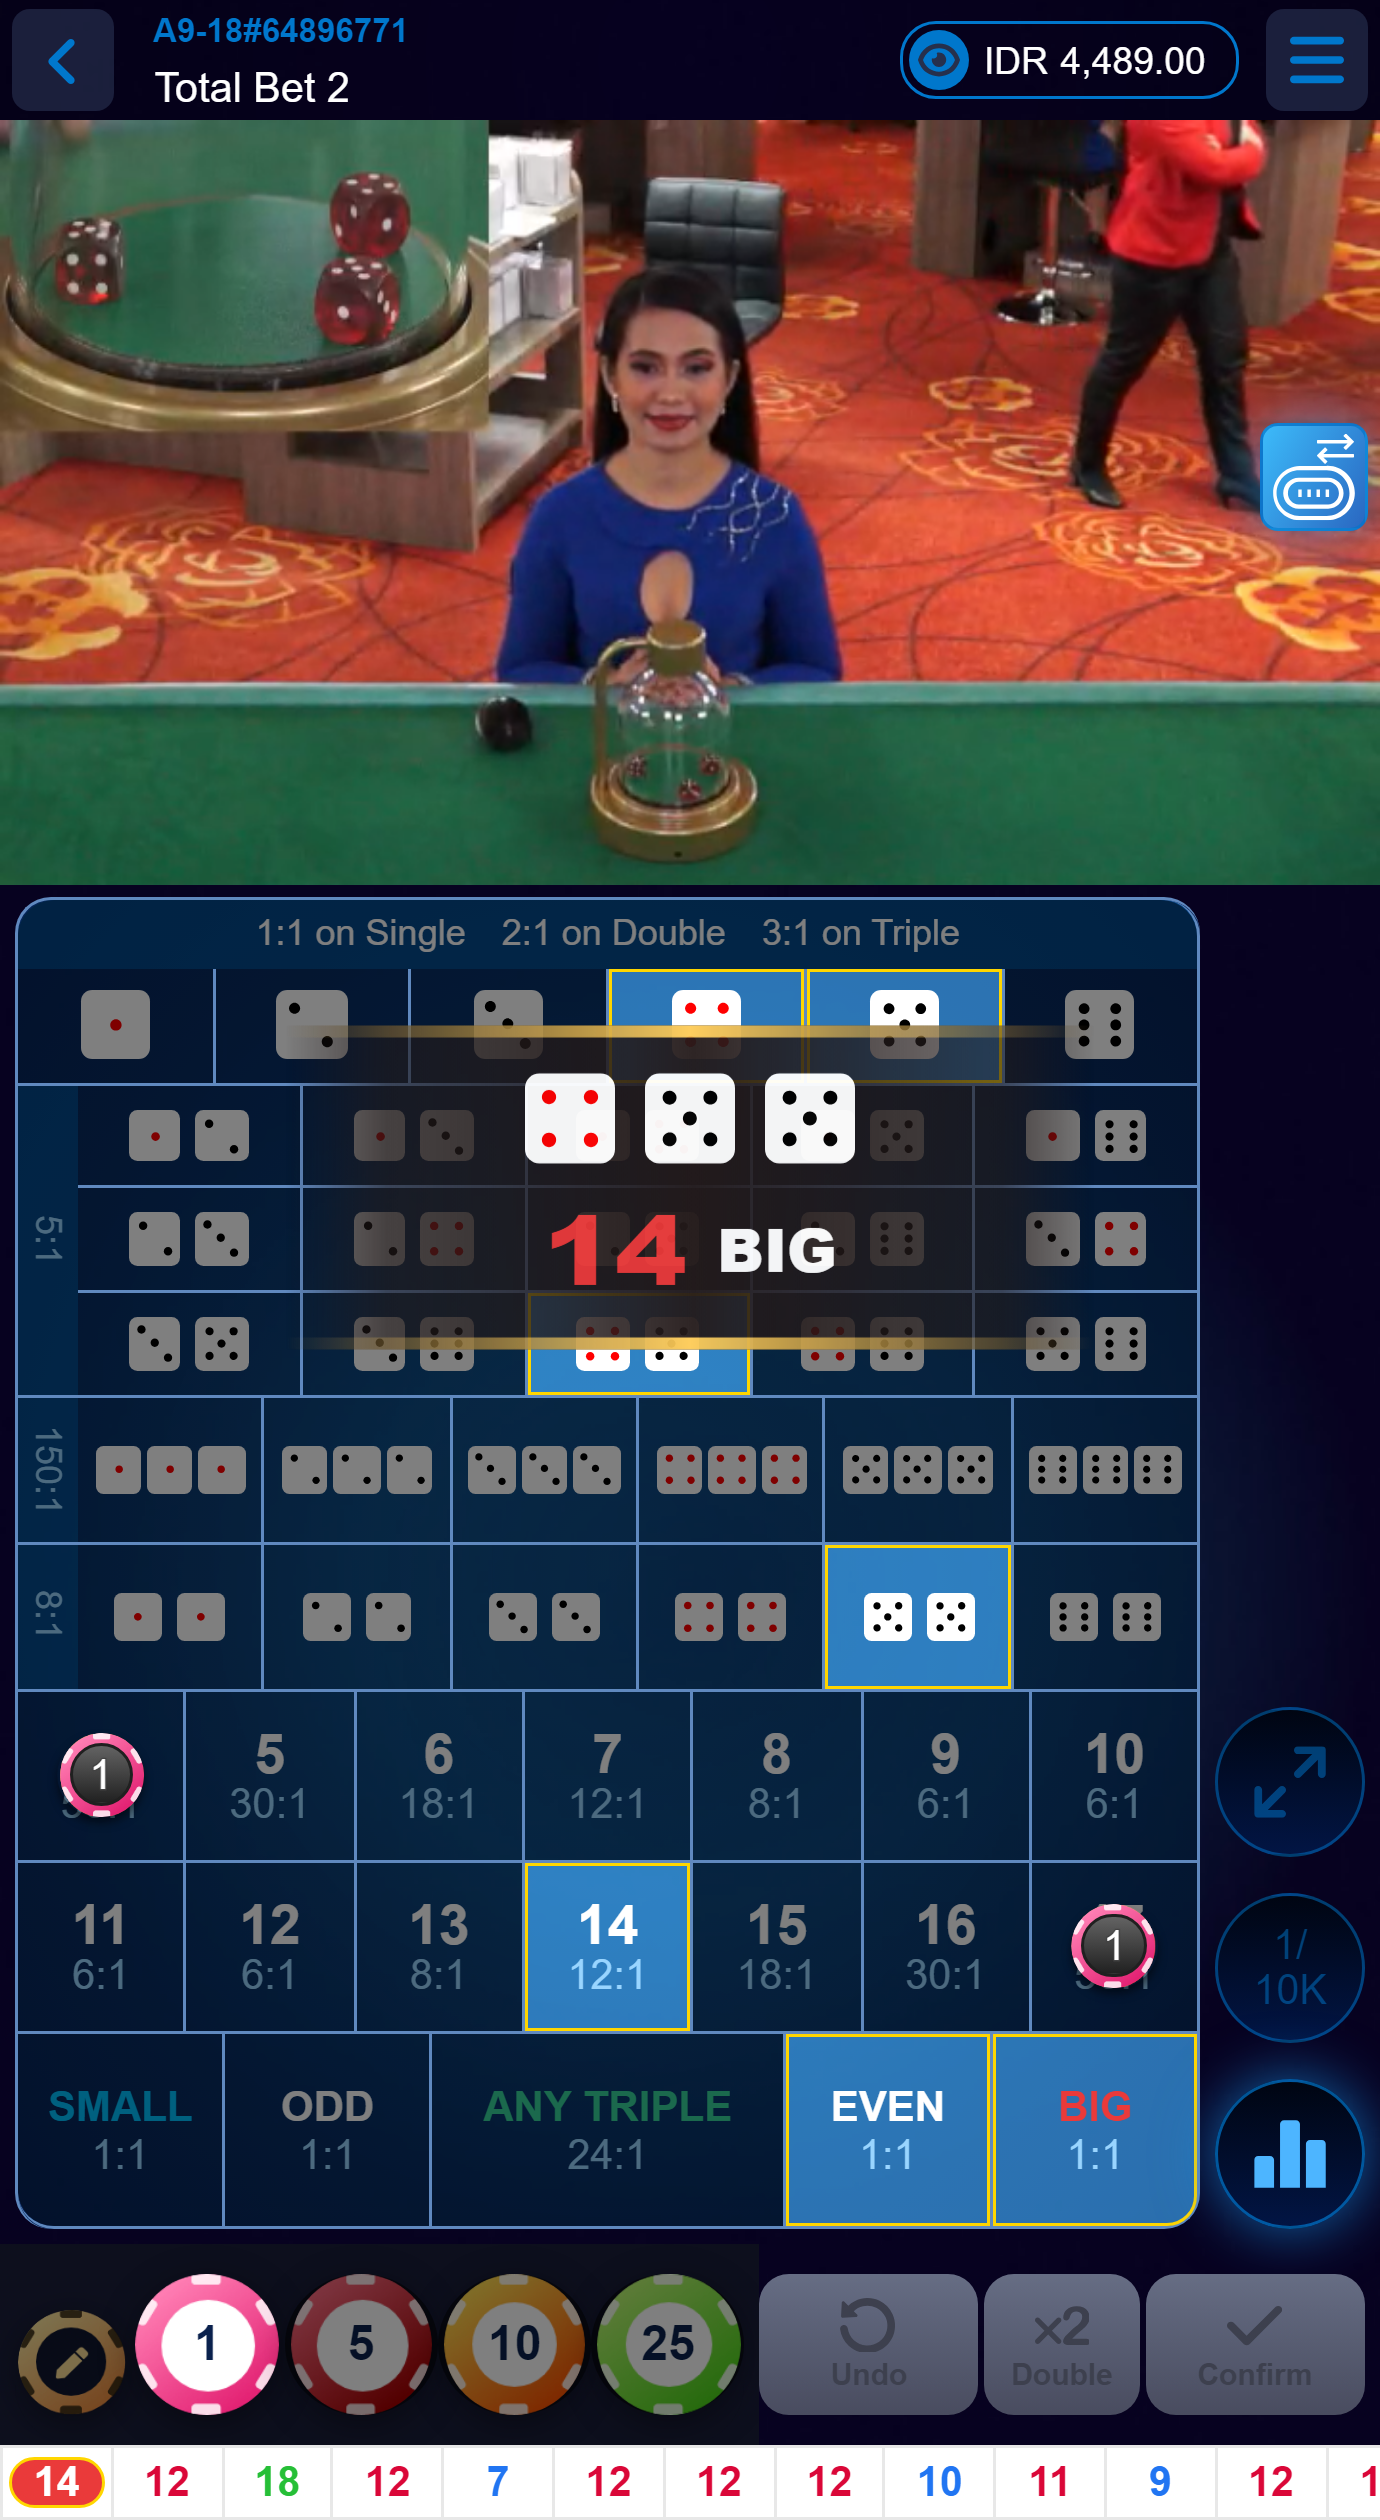 A9-18#64896771
Total Bet 2
IDR 4,489.00
1:1 on Single 2:1 on Double 3:1 on Triple
14 BIG
5:1
150:1
8:1
1 5 6 7 8 9 10
30:1 18:1 12:1 8:1 6:1 6:1
11 12 13 14 15 16 1
6:1 6:1 8:1 12:1 18:1 30:1
1/
10K
SMALL ODD ANY TRIPLE EVEN BIG
1:1 1:1 24:1 1:1 1:1
1 5 10 25
x2
Undo Double Confirm
14 12 18 12 7 12 12 12 10 11 9 12